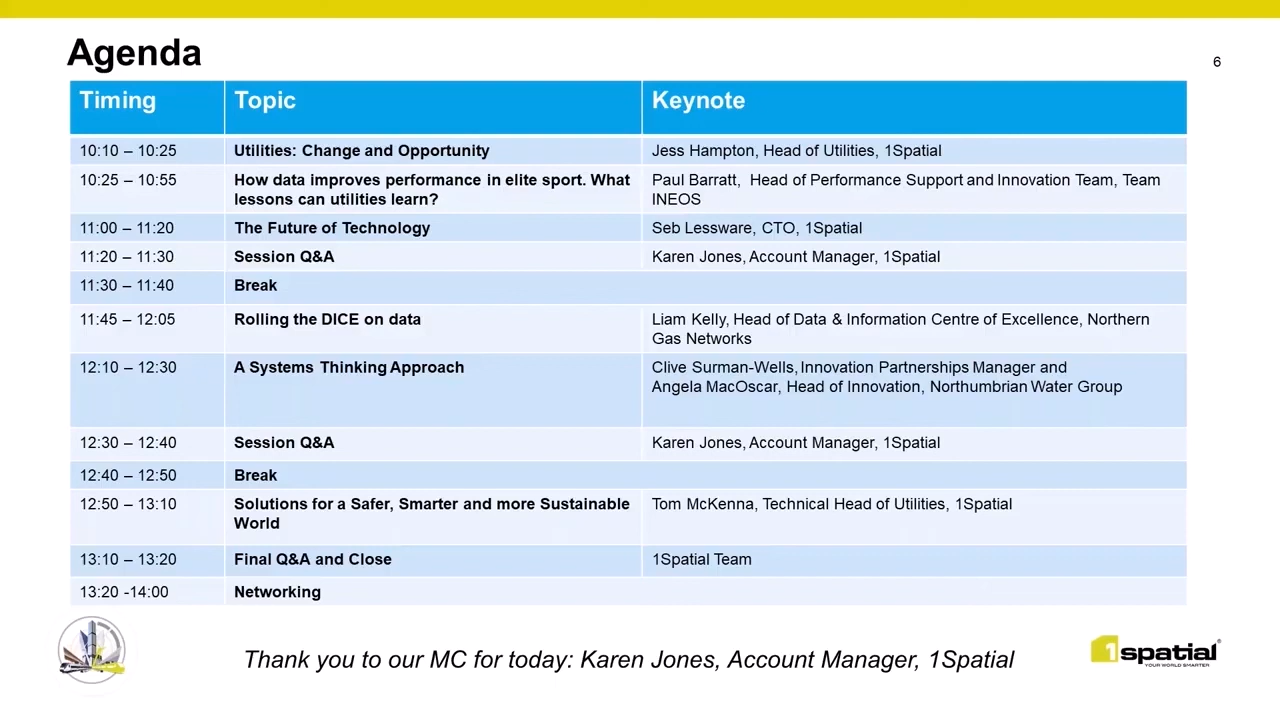 Agenda
6
Timing Topic Keynote
10:10 – 10:25 Utilities: Change and Opportunity Jess Hampton, Head of Utilities, 1Spatial
10:25 – 10:55 How data improves performance in elite sport. What Paul Barratt, Head of Performance Support and Innovation Team, Team
lessons can utilities learn? INEOS
11:00 – 11:20 The Future of Technology Seb Lessware, CTO, 1Spatial
11:20 – 11:30 Session Q&A Karen Jones, Account Manager, 1Spatial
11:30 – 11:40 Break
11:45 – 12:05 Rolling the DICE on data Liam Kelly, Head of Data & Information Centre of Excellence, Northern
Gas Networks
12:10 – 12:30 A Systems Thinking Approach Clive Surman-Wells, Innovation Partnerships Manager and
Angela MacOscar, Head of Innovation, Northumbrian Water Group
12:30 – 12:40 Session Q&A Karen Jones, Account Manager, 1Spatial
12:40 – 12:50 Break
12:50 – 13:10 Solutions for a Safer, Smarter and more Sustainable Tom McKenna, Technical Head of Utilities, 1Spatial
World
13:10 – 13:20 Final Q&A and Close 1Spatial Team
13:20 -14:00 Networking
Thank you to our MC for today: Karen Jones, Account Manager, 1Spatial
1spatial®
YOUR WORLD SMARTER